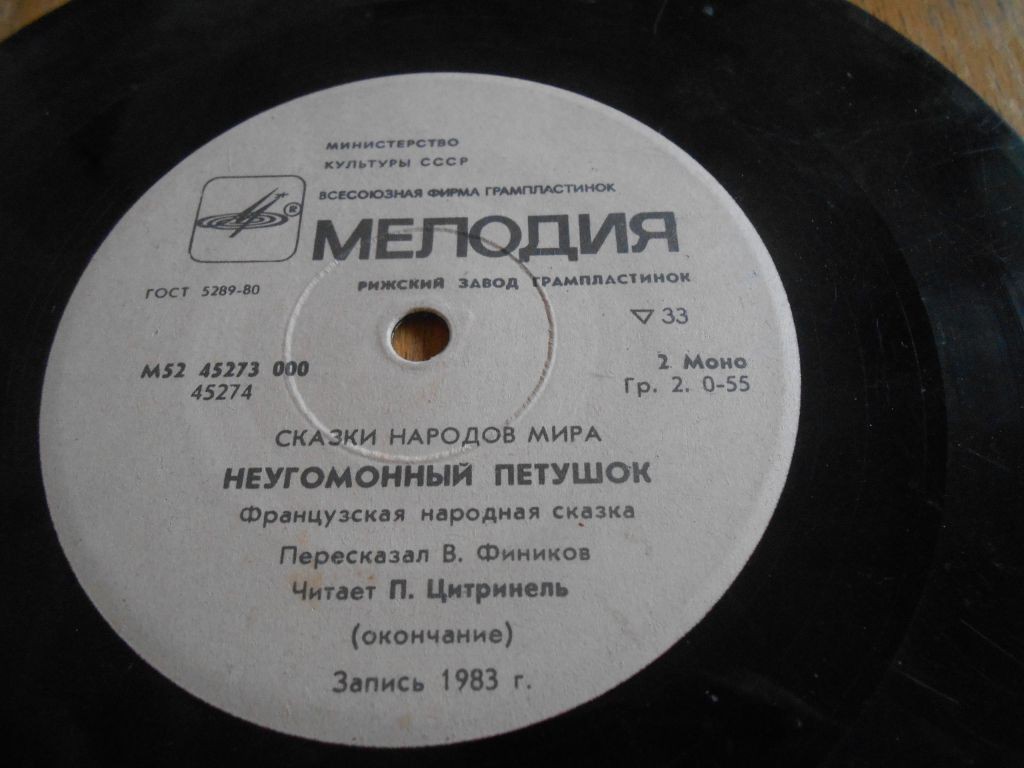 МИНИСТЕРСТВО
КУЛЬТУРЫ СССР
ВСЕСОЮЗНАЯ ФИРМА ГРАМПЛАСТИНОК
®
МЕЛОДИЯ
ГОСТ 5289-80
РИЖСКИЙ ЗАВОД ГРАМПЛАСТИНОК
▽ 33
М52 45273 000
45274
2 Моно
Гр. 2. 0-55
СКАЗКИ НАРОДОВ МИРА
НЕУГОМОННЫЙ ПЕТУШОК
Французская народная сказка
Пересказал В. Фиников
Читает П. Цитринель
(окончание)
Запись 1983 г.